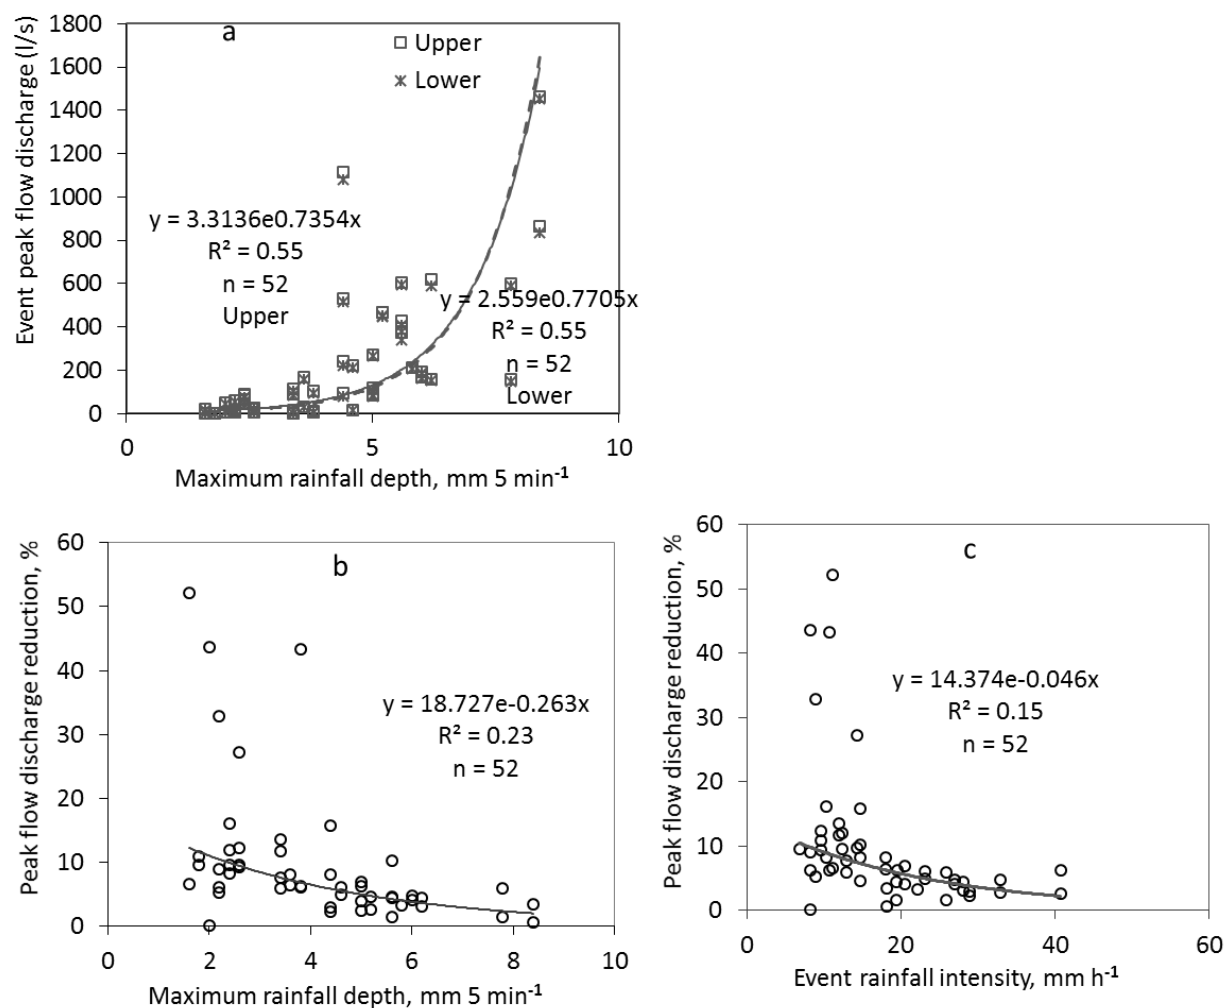 a
Upper
Lower
Event peak flow discharge (l/s)
1800
1600
1400
1200
1000
800
600
400
200
0
y = 3.3136e0.7354x
R² = 0.55
n = 52
Upper
y = 2.559e0.7705x
R² = 0.55
n = 52
Lower
0 5 10
Maximum rainfall depth, mm 5 min-1
b
Peak flow discharge reduction, %
60
50
40
30
20
10
0
y = 18.727e-0.263x
R² = 0.23
n = 52
0 2 4 6 8 10
Maximum rainfall depth, mm 5 min-1
c
Peak flow discharge reduction, %
60
50
40
30
20
10
0
y = 14.374e-0.046x
R² = 0.15
n = 52
0 20 40 60
Event rainfall intensity, mm h-1